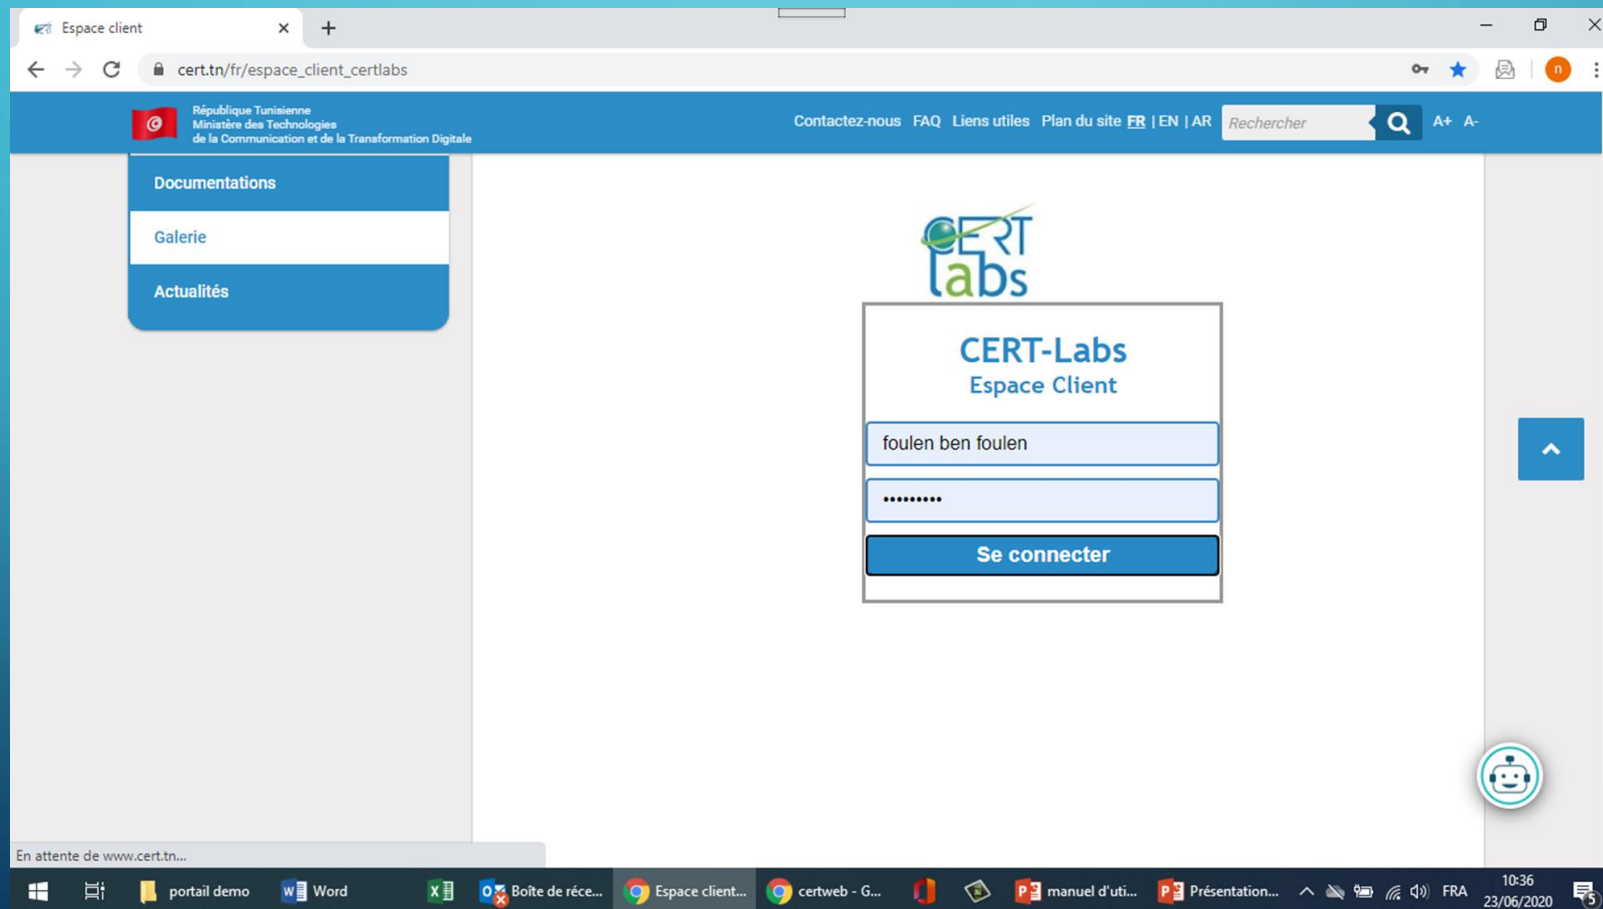 Espace client
cert.tn/fr/espace_client_certlabs
n
République Tunisienne
Ministère des Technologies
de la Communication et de la Transformation Digitale
Contactez-nous FAQ Liens utiles Plan du site FR | EN | AR
Rechercher
A+ A-
Documentations
Galerie
Actualités
CERT
labs
CERT-Labs
Espace Client
foulen ben foulen
•••••••••
Se connecter
En attente de www.cert.tn...
portail demo
Word
Boîte de réce...
Espace client...
certweb - G...
manuel d'uti...
Présentation...
FRA
10:36
23/06/2020
5